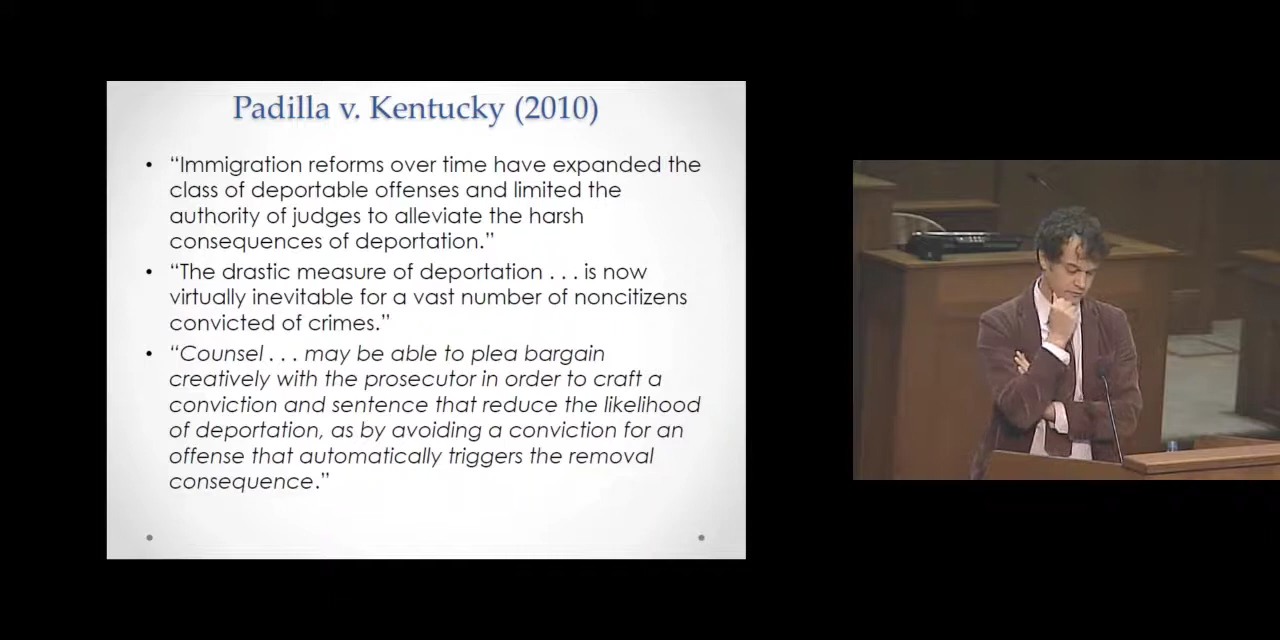 Padilla v. Kentucky (2010)
• “Immigration reforms over time have expanded the
class of deportable offenses and limited the
authority of judges to alleviate the harsh
consequences of deportation.”
• “The drastic measure of deportation . . . is now
virtually inevitable for a vast number of noncitizens
convicted of crimes.”
• “Counsel . . . may be able to plea bargain
creatively with the prosecutor in order to craft a
conviction and sentence that reduce the likelihood
of deportation, as by avoiding a conviction for an
offense that automatically triggers the removal
consequence.”